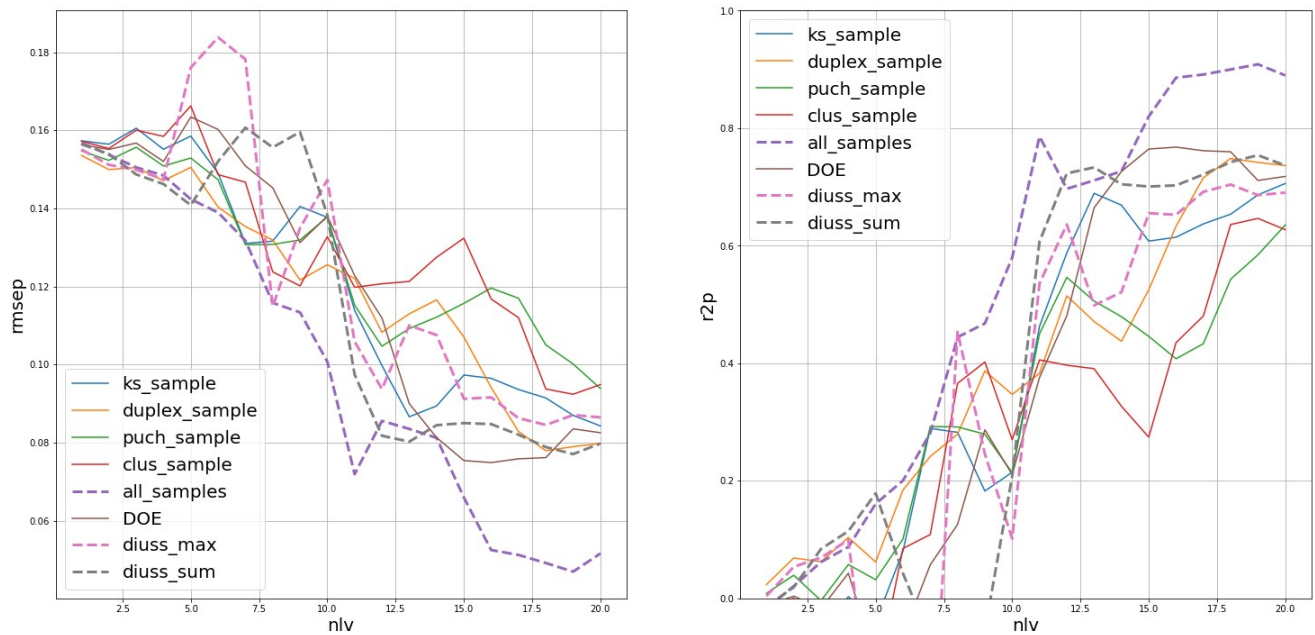 0.18
0.16
0.14
0.12
0.10
0.08
0.06
rmsep
ks_sample
duplex_sample
puch_sample
clus_sample
all_samples
DOE
diuss_max
diuss_sum
2.5 5.0 7.5 10.0 12.5 15.0 17.5 20.0
nlv
1.0
0.8
0.6
0.4
0.2
0.0
r2p
ks_sample
duplex_sample
puch_sample
clus_sample
all_samples
DOE
diuss_max
diuss_sum
2.5 5.0 7.5 10.0 12.5 15.0 17.5 20.0
nlv